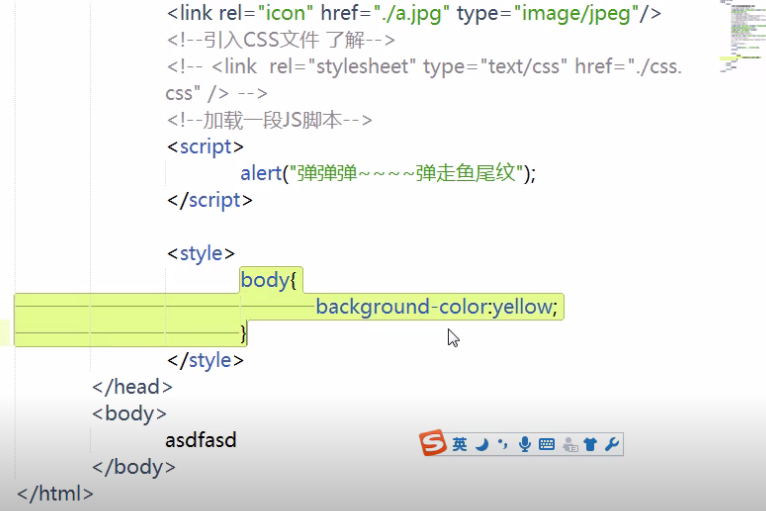 <link rel="icon" href="./a.jpg" type="image/jpeg"/>
<!--引入CSS文件 了解-->
<!-- <link  rel="stylesheet" type="text/css" href="./css.
css" /> -->
<!--加载一段JS脚本-->
<script>
alert("弹弹弹~~~~弹走鱼尾纹");
</script>
<style>
body{
background-color:yellow;
}
</style>
</head>
<body>
asdfasd
</body>
</html>
S 英